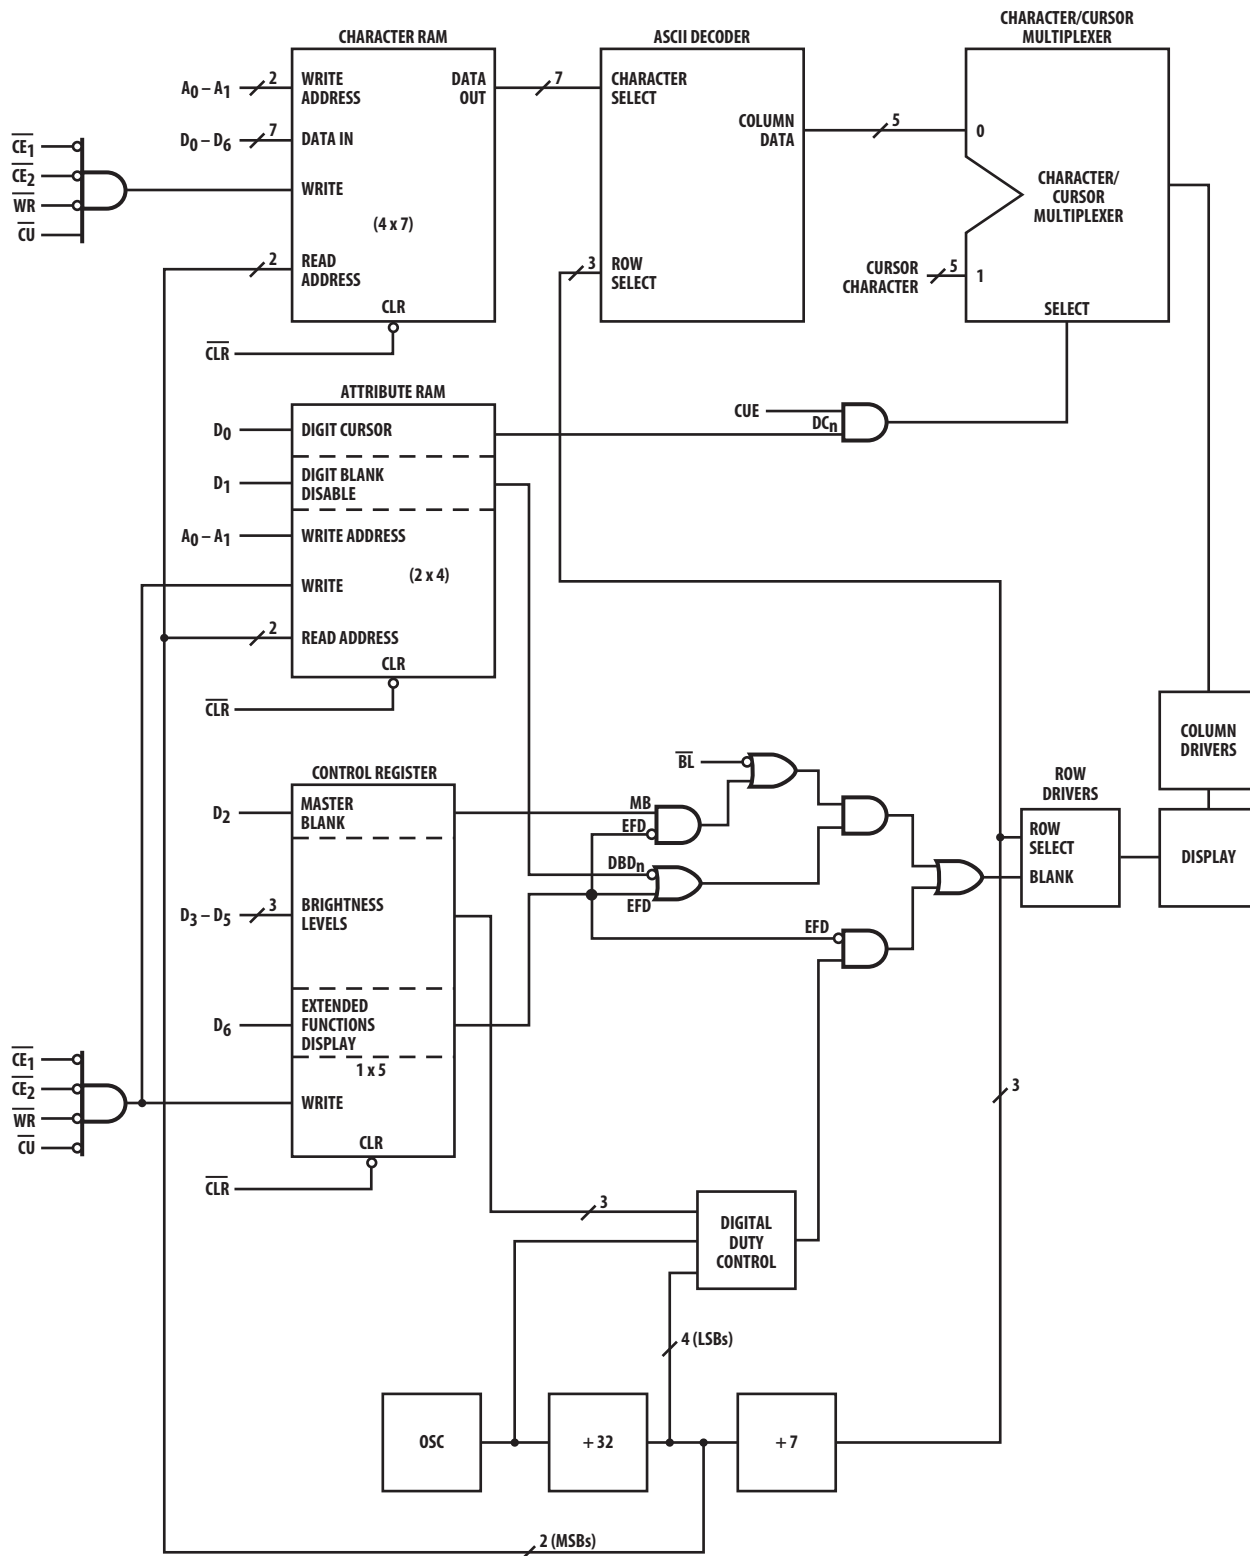 CHARACTER RAM
A0 – A1
2
WRITE ADDRESS
DATA OUT
D0 – D6
7
DATA IN
CE1
CE2
WR
CU
WRITE
(4 x 7)
2
READ ADDRESS
CLR
CLR
7
ASCII DECODER
CHARACTER SELECT
COLUMN DATA
3
ROW SELECT
5
CHARACTER/CURSOR MULTIPLEXER
0
CHARACTER/ CURSOR MULTIPLEXER
CURSOR CHARACTER
5
1
SELECT
ATTRIBUTE RAM
D0
DIGIT CURSOR
D1
DIGIT BLANK DISABLE
A0 – A1
WRITE ADDRESS
(2 x 4)
WRITE
2
READ ADDRESS
CLR
CLR
CUE
DCn
CONTROL REGISTER
D2
MASTER BLANK
D3 – D5
3
BRIGHTNESS LEVELS
D6
EXTENDED FUNCTIONS DISPLAY
1 x 5
CE1
CE2
WR
CU
WRITE
CLR
CLR
BL
MB
EFD
DBDn
EFD
EFD
ROW DRIVERS
ROW SELECT
BLANK
COLUMN DRIVERS
DISPLAY
3
3
DIGITAL DUTY CONTROL
4 (LSBs)
OSC
+ 32
+ 7
2 (MSBs)